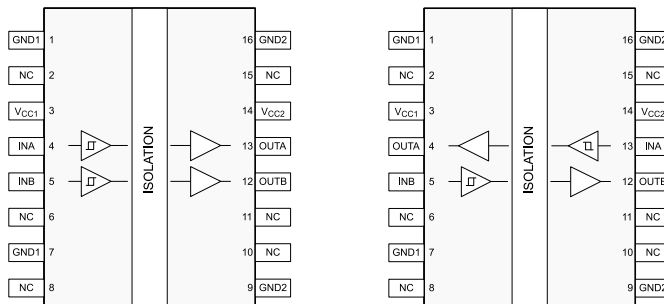 GND1 1 16 GND2
NC 2 15 NC
VCC1 3 14 VCC2
INA 4 13 OUTA
INB 5 12 OUTB
NC 6 11 NC
GND1 7 10 NC
NC 8 9 GND2
ISOLATION
GND1 1 16 GND2
NC 2 15 NC
VCC1 3 14 VCC2
OUTA 4 13 INA
INB 5 12 OUTB
NC 6 11 NC
GND1 7 10 NC
NC 8 9 GND2
ISOLATION